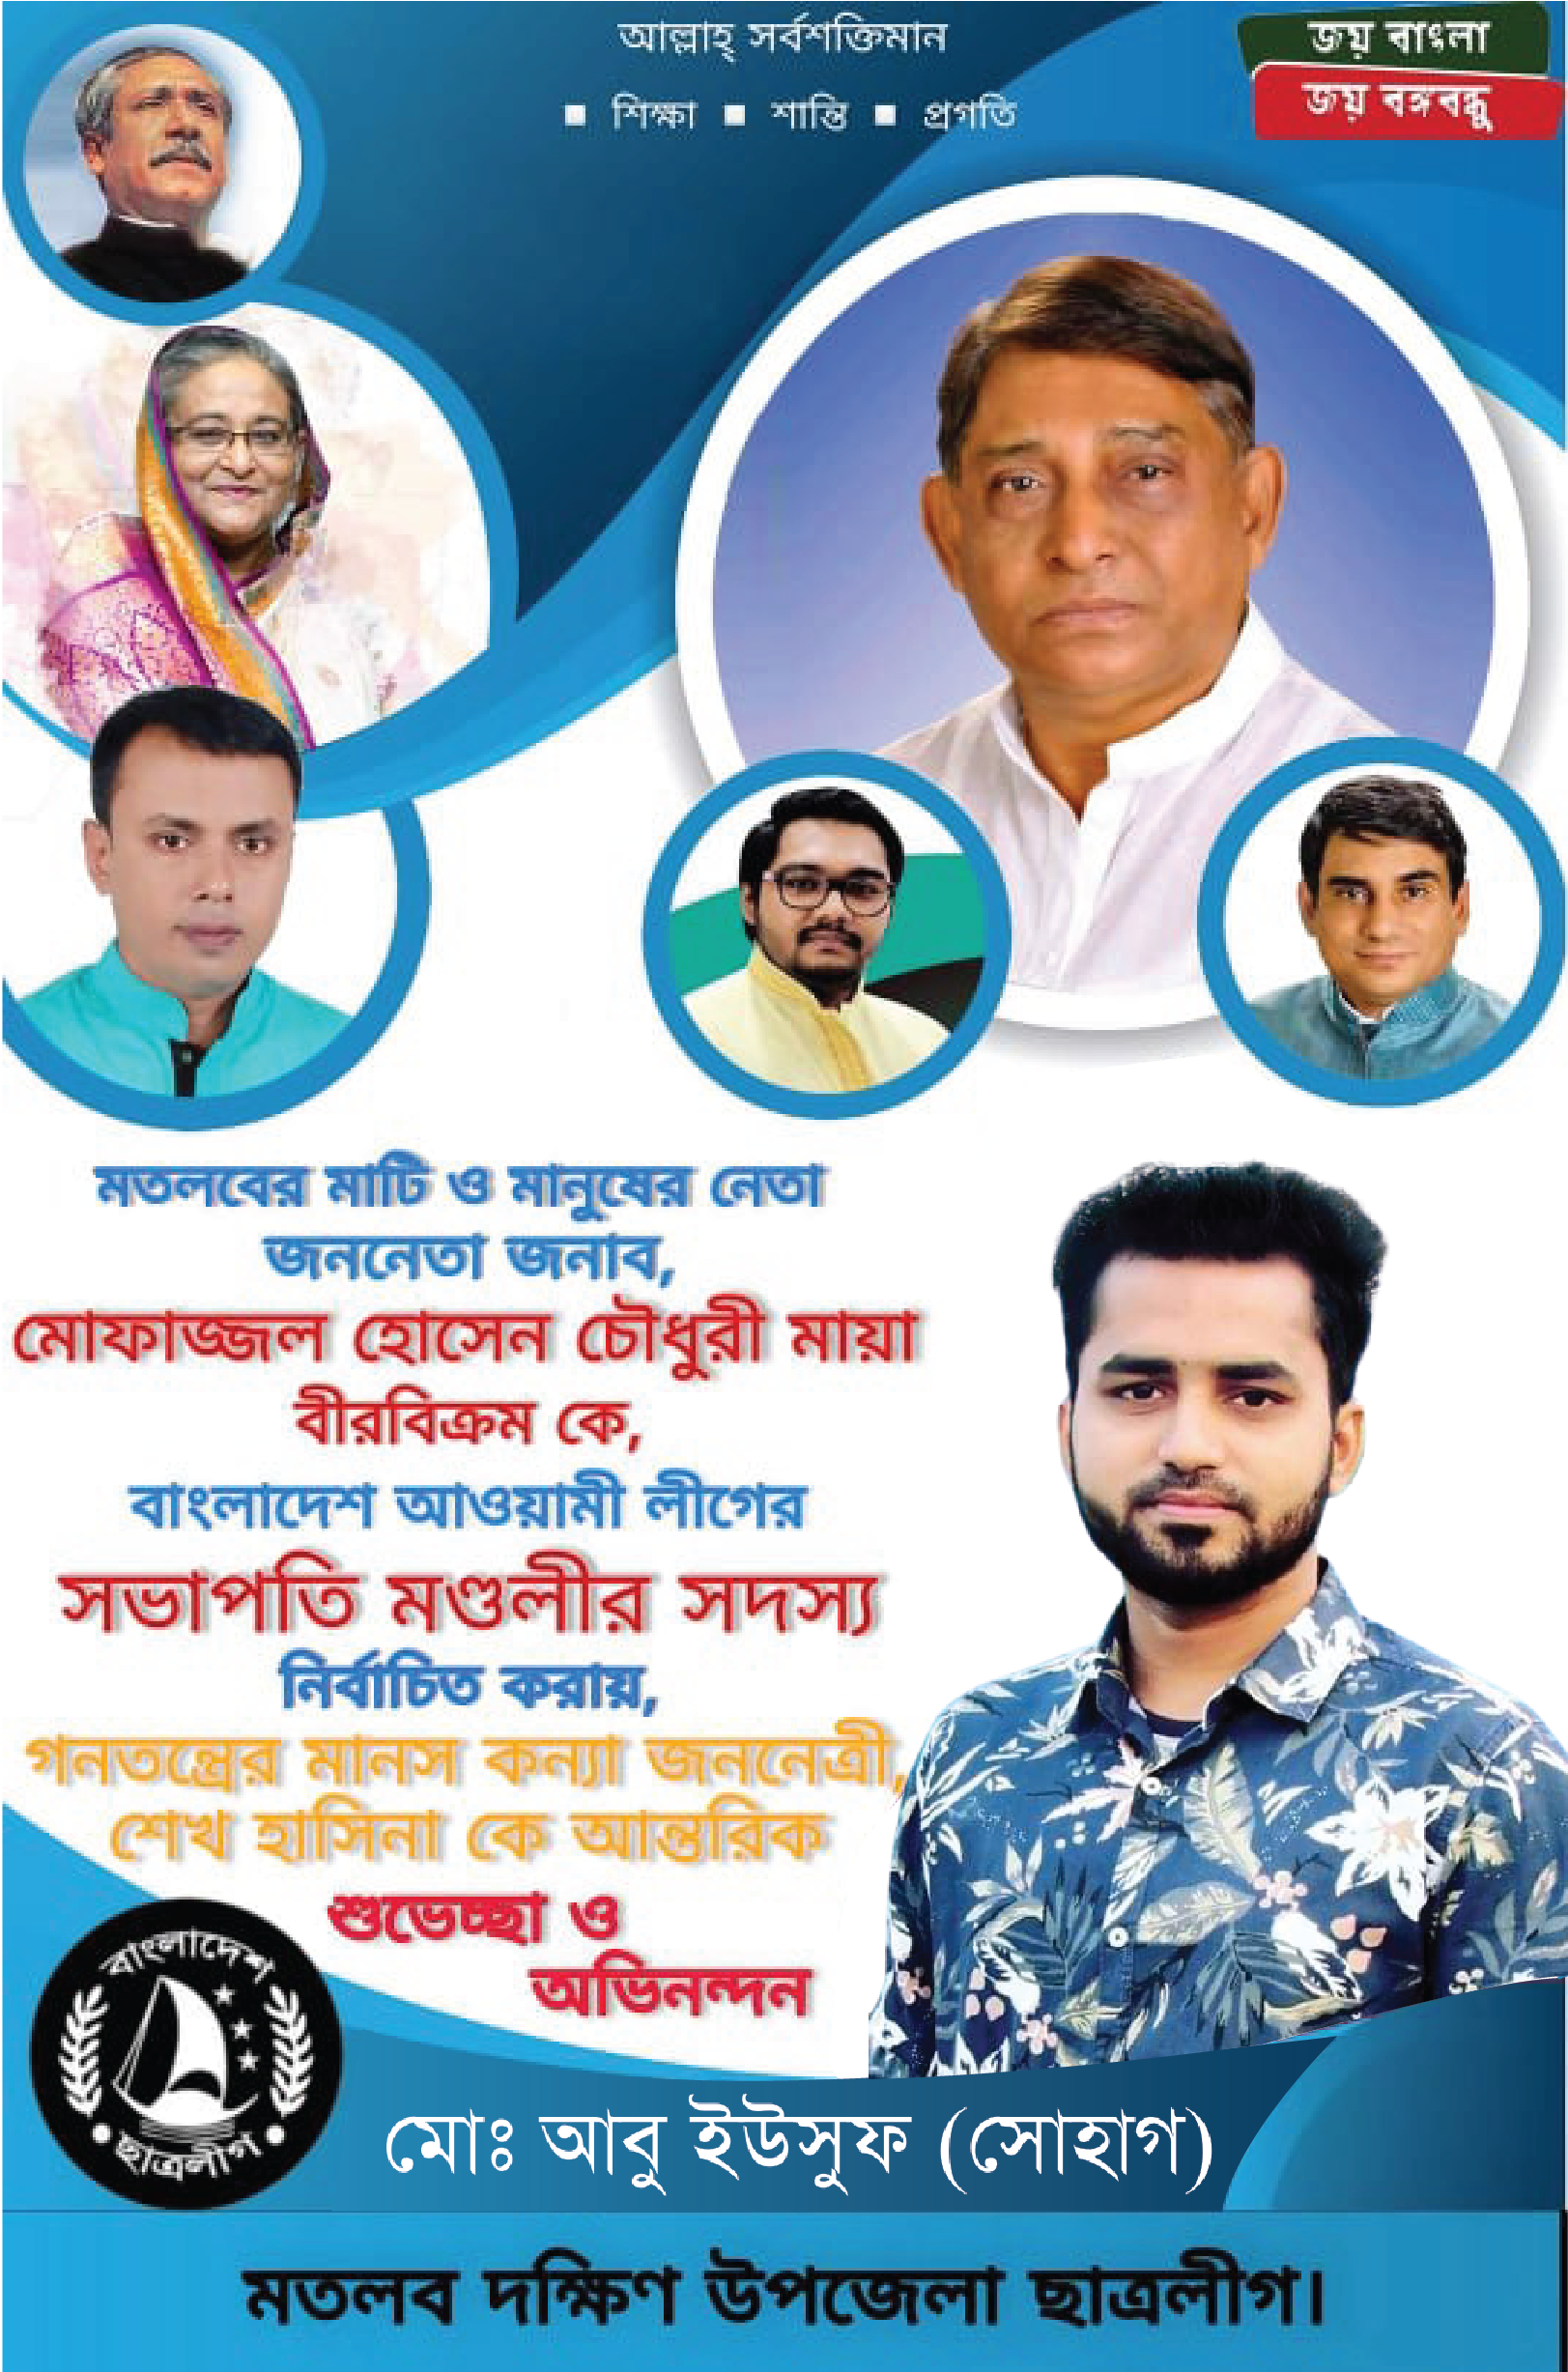 আল্লাহ্ সর্বশক্তিমান
▪ শিক্ষা ▪ শান্তি ▪ প্রগতি
জয় বাংলা
জয় বঙ্গবন্ধু
মতলবের মাটি ও মানুষের নেতা
জননেতা জনাব,
মোফাজ্জল হোসেন চৌধুরী মায়া
বীরবিক্রম কে,
বাংলাদেশ আওয়ামী লীগের
সভাপতি মণ্ডলীর সদস্য
নির্বাচিত করায়,
গনতন্ত্রের মানস কন্যা জননেত্রী,
শেখ হাসিনা কে আন্তরিক
শুভেচ্ছা ও
অভিনন্দন
বাংলাদেশ
ছাত্রলীগ
মোঃ আবু ইউসুফ (সোহাগ)
মতলব দক্ষিণ উপজেলা ছাত্রলীগ।